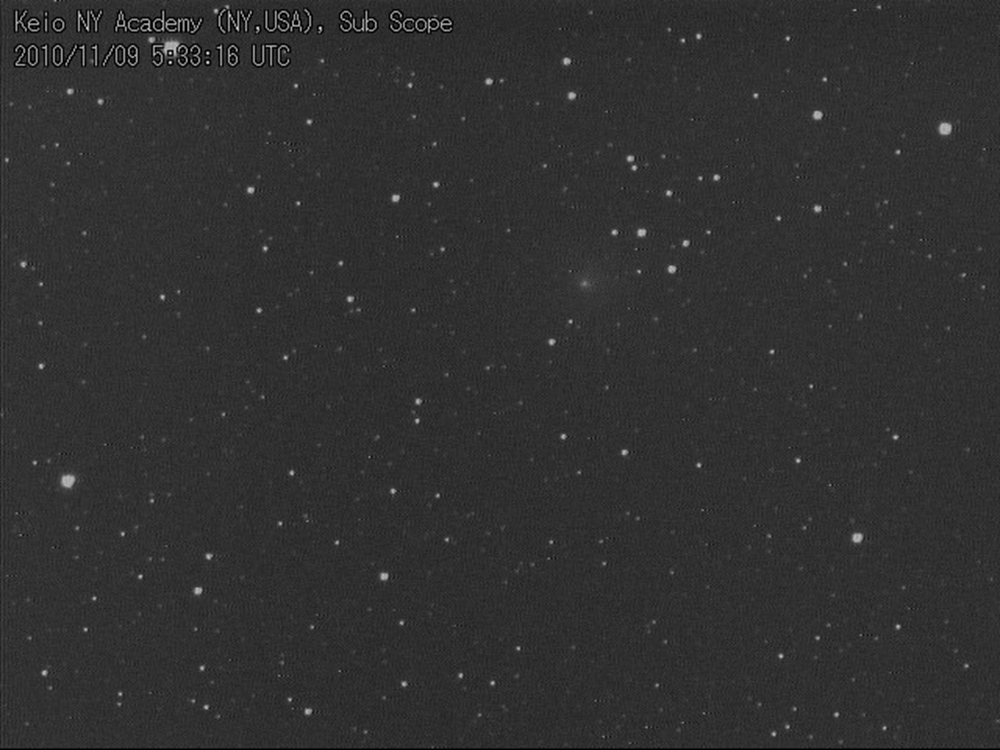 Keio NY Academy (NY,USA), Sub Scope
2010/11/09 5:33:16 UTC